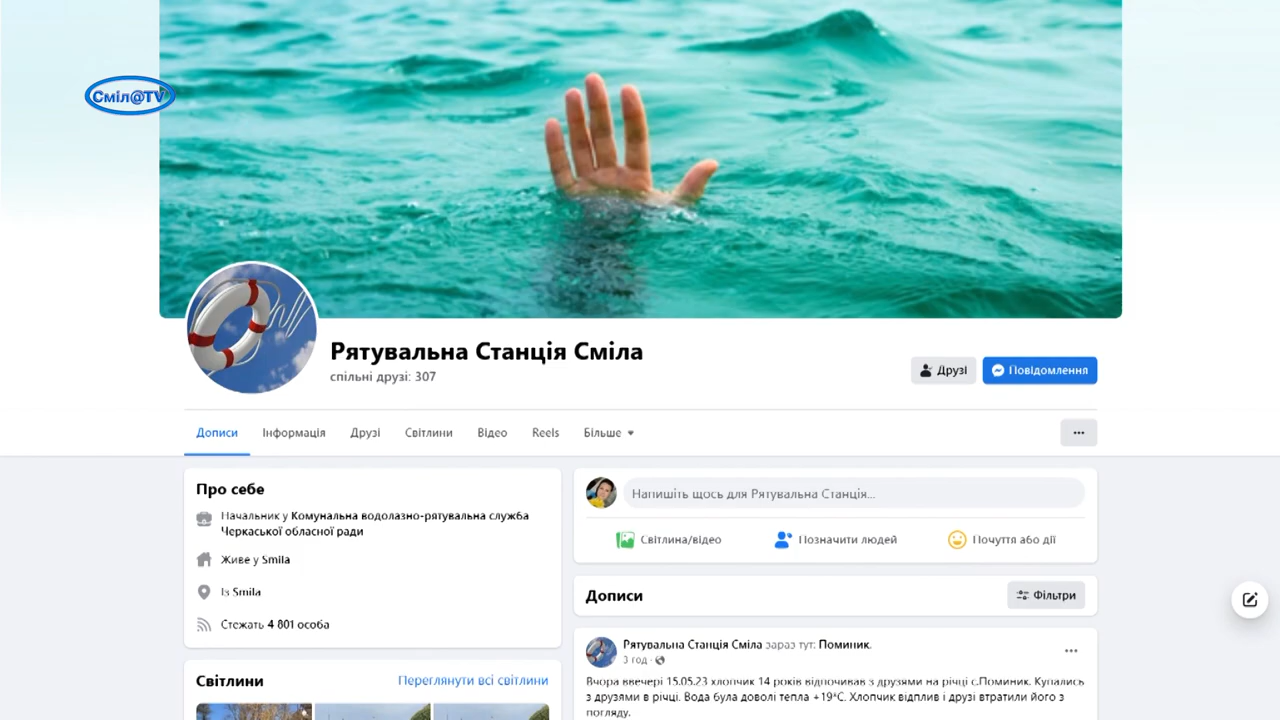 Сміл@TV
Рятувальна Станція Сміла
спільні друзі: 307
Друзі
Повідомлення
Дописи
Інформація
Друзі
Світлини
Відео
Reels
Більше
Про себе
Начальник у Комунальна водолазно-рятувальна служба
Черкаської обласної ради
Живе у Smila
Із Smila
Стежать 4 801 особа
Світлини
Переглянути всі світлини
Напишіть щось для Рятувальна Станція...
Світлина/відео
Позначити людей
Почуття або дії
Дописи
Фільтри
Рятувальна Станція Сміла зараз тут: Поминик.
3 год ·
Вчора ввечері 15.05.23 хлопчик 14 років відпочивав з друзями на річці с.Поминик. Купались
з друзями в річці. Вода була доволі тепла +19°С. Хлопчик відплив і друзі втратили його з
погляду.